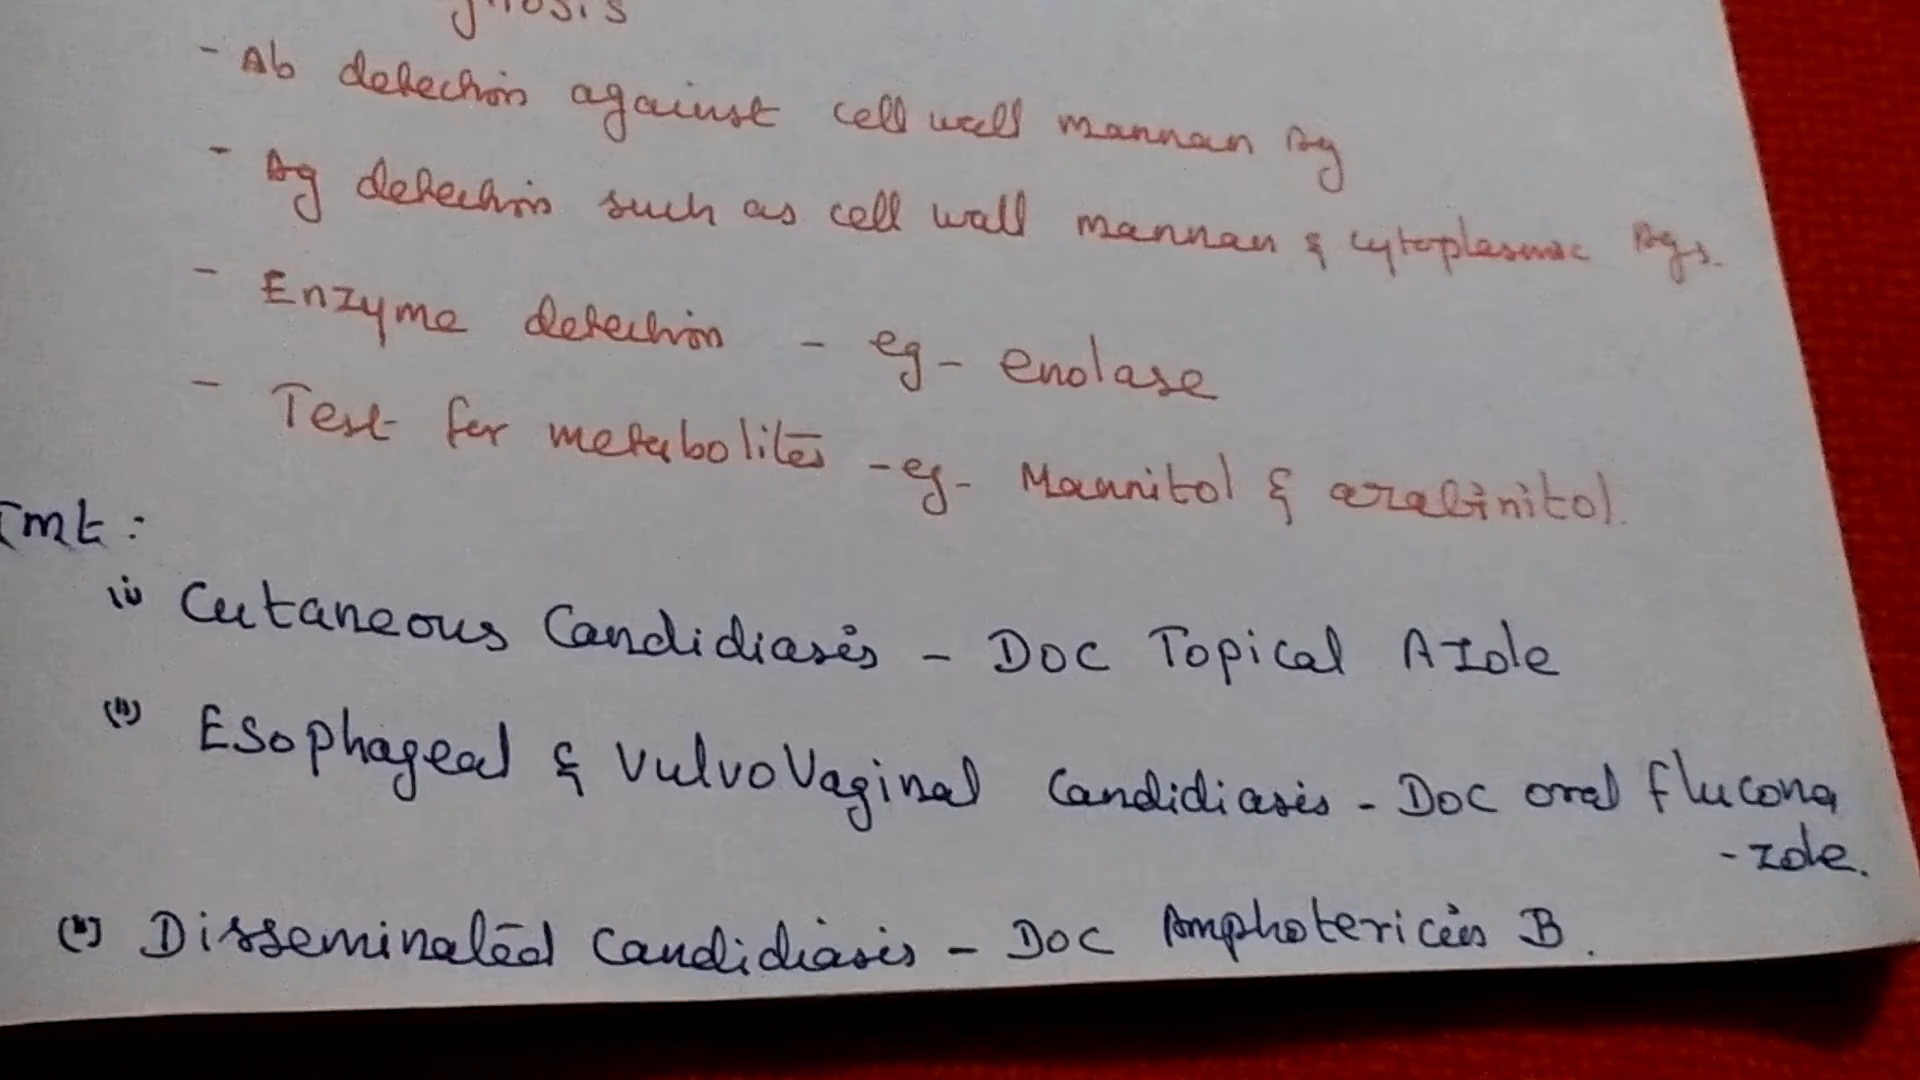 gnosis
- Ab detection against cell wall mannan Ag
- Ag detection such as cell wall mannan & cytoplasmic Ags.
- Enzyme detection - eg- enolase
- Test for metabolites - eg- Mannitol & arabinitol.
Tmt:
(i) Cutaneous Candidiasis - DOC Topical Azole
(ii) Esophageal & VulvoVaginal Candidiasis - DOC oral flucona
-zole.
(iii) Disseminated Candidiasis - DOC Amphotericin B.